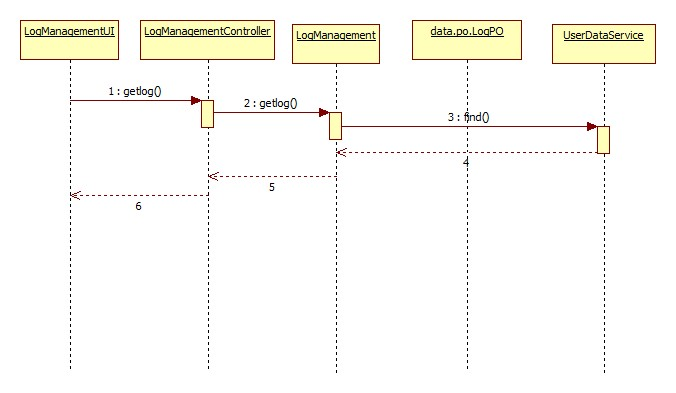 LogManagementUI
LogManagementController
LogManagement
data.po.LogPO
UserDataService
1 : getlog()
2 : getlog()
3 : find()
4
5
6